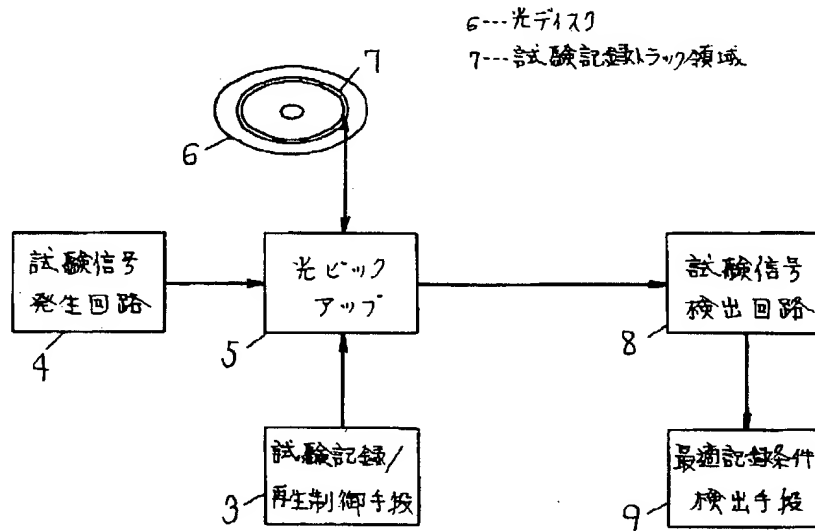 6---光ディスク
7---試験記録トラック領域
7
6
試験信号
発生回路
4
光ピック
アップ
5
試験信号
検出回路
8
試験記録/
再生制御手段
3
最適記録条件
検出手段
9